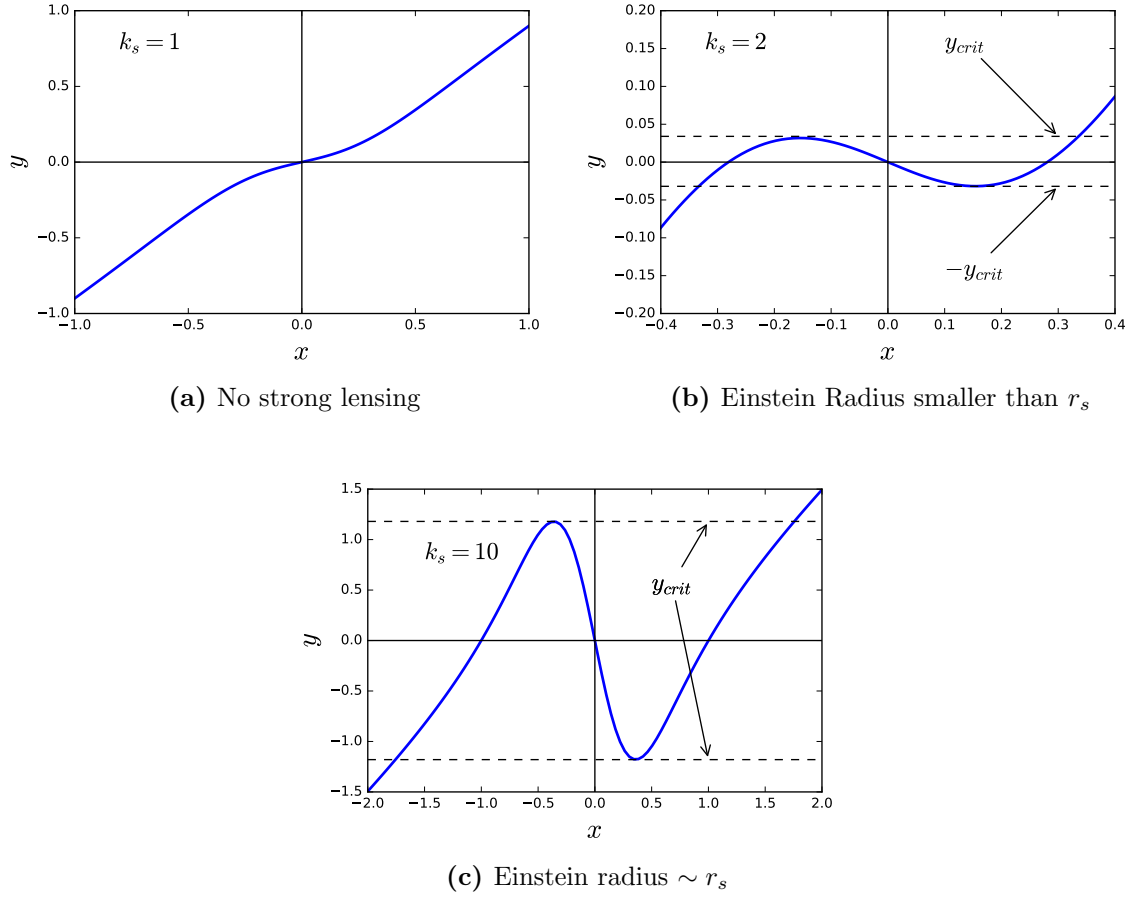 k_s = 1
1.0
0.5
0.0
−0.5
−1.0
y
−1.0 −0.5 0.0 0.5 1.0
x
(a) No strong lensing
k_s = 2
y_crit
−y_crit
0.20
0.15
0.10
0.05
0.00
−0.05
−0.10
−0.15
−0.20
y
−0.4 −0.3 −0.2 −0.1 0.0 0.1 0.2 0.3 0.4
x
(b) Einstein Radius smaller than r_s
k_s = 10
y_crit
1.5
1.0
0.5
0.0
−0.5
−1.0
−1.5
y
−2.0 −1.5 −1.0 −0.5 0.0 0.5 1.0 1.5 2.0
x
(c) Einstein radius ∼ r_s